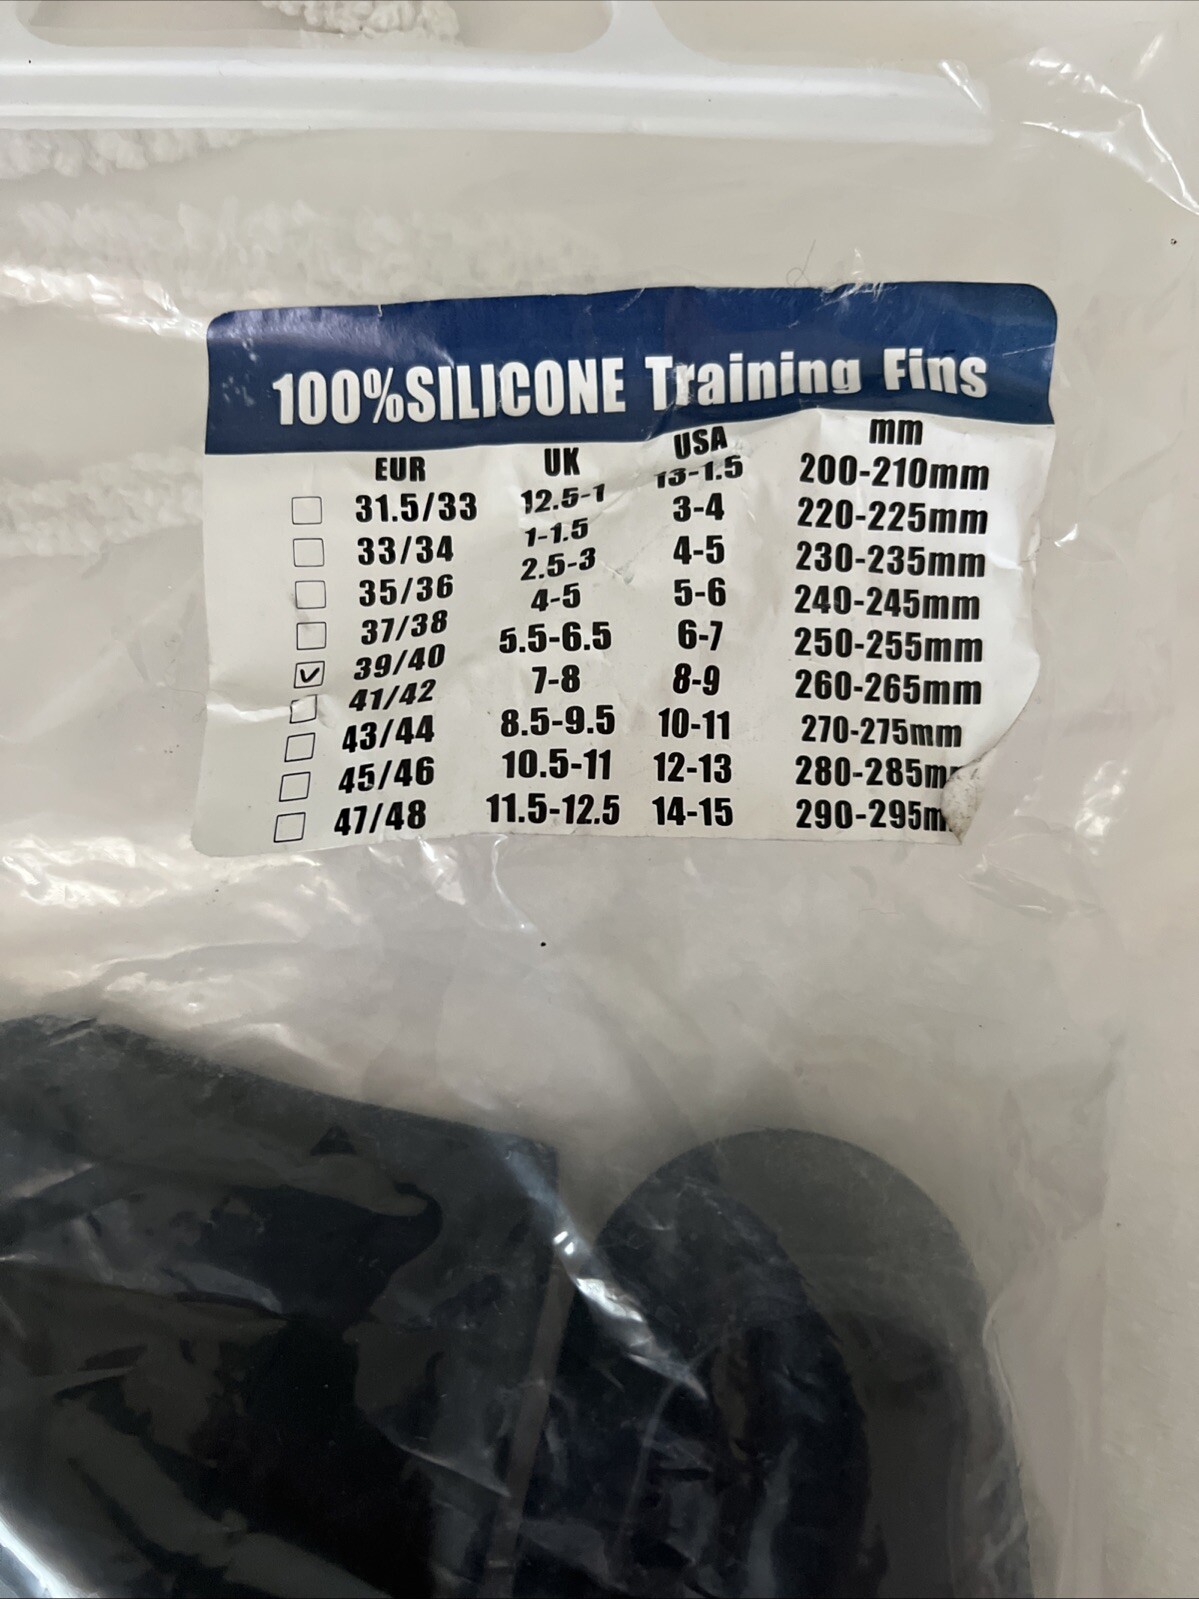 100%SILICONE Training Fins
EUR UK USA mm
31.5/33 12.5-1 13-1.5 200-210mm
33/34 1-1.5 3-4 220-225mm
35/36 2.5-3 4-5 230-235mm
37/38 4-5 5-6 240-245mm
39/40 5.5-6.5 6-7 250-255mm
41/42 7-8 8-9 260-265mm
43/44 8.5-9.5 10-11 270-275mm
45/46 10.5-11 12-13 280-285mm
47/48 11.5-12.5 14-15 290-295m